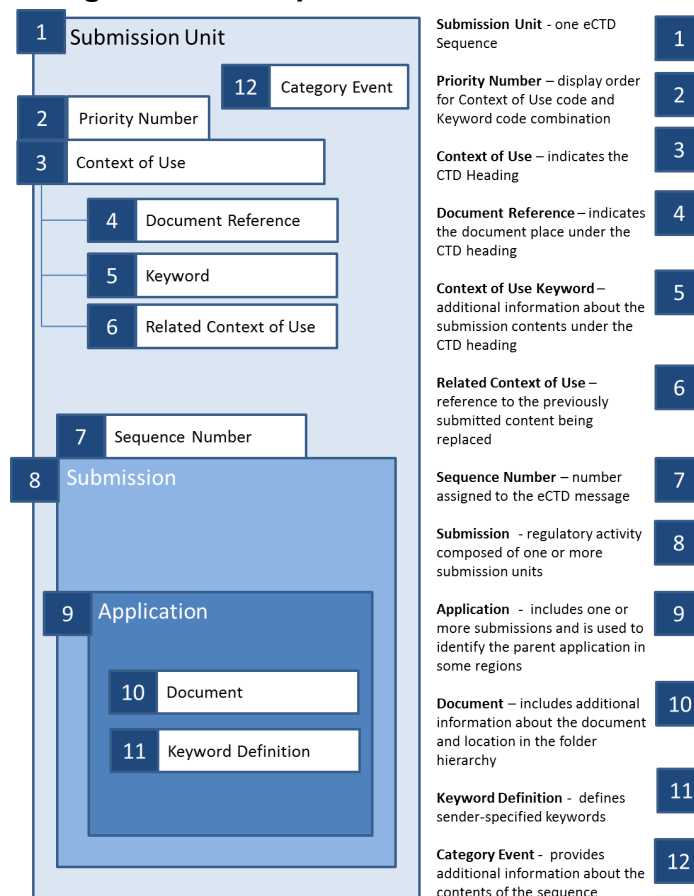 1
Submission Unit
12
Category Event
2
Priority Number
3
Context of Use
4
Document Reference
5
Keyword
6
Related Context of Use
7
Sequence Number
8
Submission
9
Application
10
Document
11
Keyword Definition
Submission Unit - one eCTD
Sequence
1
Priority Number – display order
for Context of Use code and
Keyword code combination
2
Context of Use – indicates the
CTD Heading
3
Document Reference – indicates
the document place under the
CTD heading
4
Context of Use Keyword –
additional information about the
submission contents under the
CTD heading
5
Related Context of Use –
reference to the previously
submitted content being
replaced
6
Sequence Number – number
assigned to the eCTD message
7
Submission - regulatory activity
composed of one or more
submission units
8
Application - includes one or
more submissions and is used to
identify the parent application in
some regions
9
Document – includes additional
information about the document
and location in the folder
hierarchy
10
Keyword Definition - defines
sender-specified keywords
11
Category Event - provides
additional information about the
contents of the sequence
12